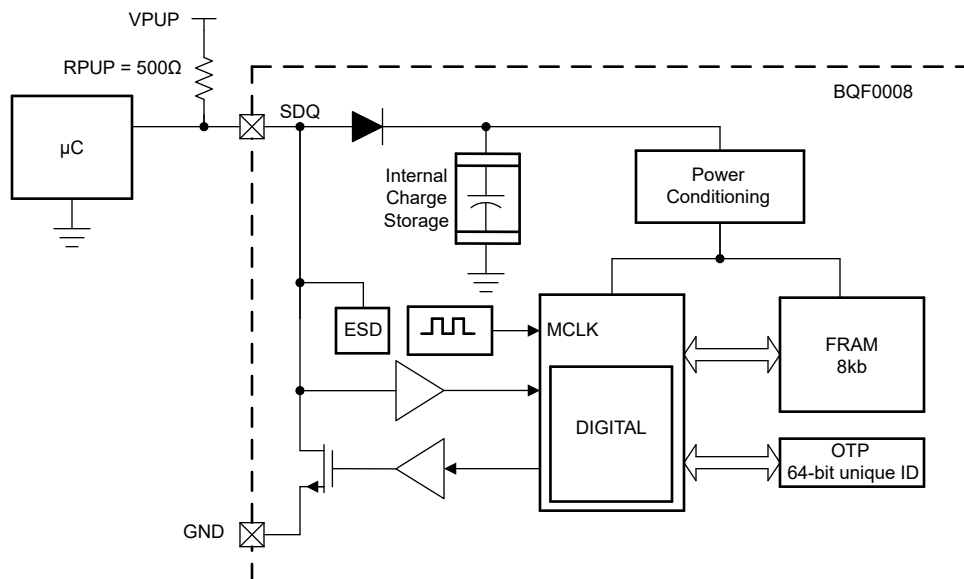 VPUP
RPUP = 500Ω
BQF0008
SDQ
µC
Internal
Charge
Storage
Power
Conditioning
ESD
MCLK
FRAM
8kb
DIGITAL
OTP
64-bit unique ID
GND